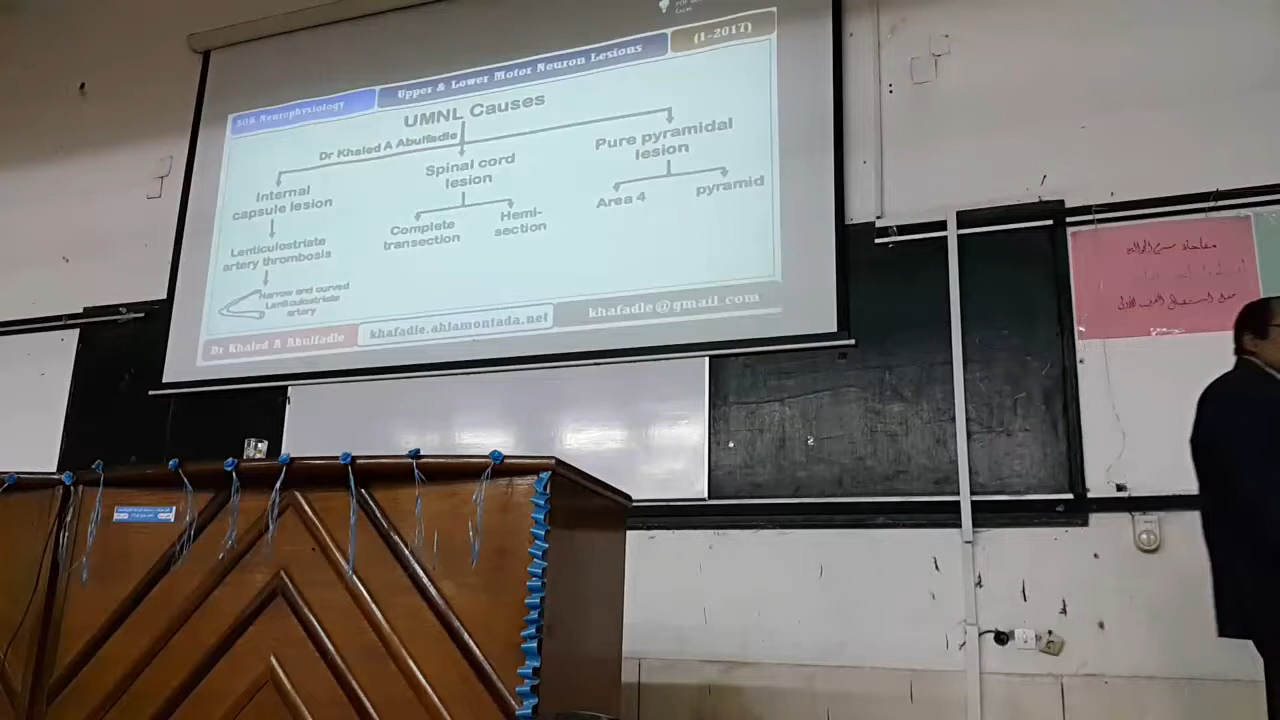 SOR Neurophysiology
Upper & Lower Motor Neuron Lesions
(1-2017)
UMNL Causes
Dr Khaled A Abulfadle
Internal
capsule lesion
Lenticulostriate
artery thrombosis
Narrow and curved
Lenticulostriate
artery
Spinal cord
lesion
Complete
transection
Hemi-
section
Pure pyramidal
lesion
Area 4
pyramid
Dr Khaled A Abulfadle
khafadle.ahlamontada.net
khafadle@gmail.com